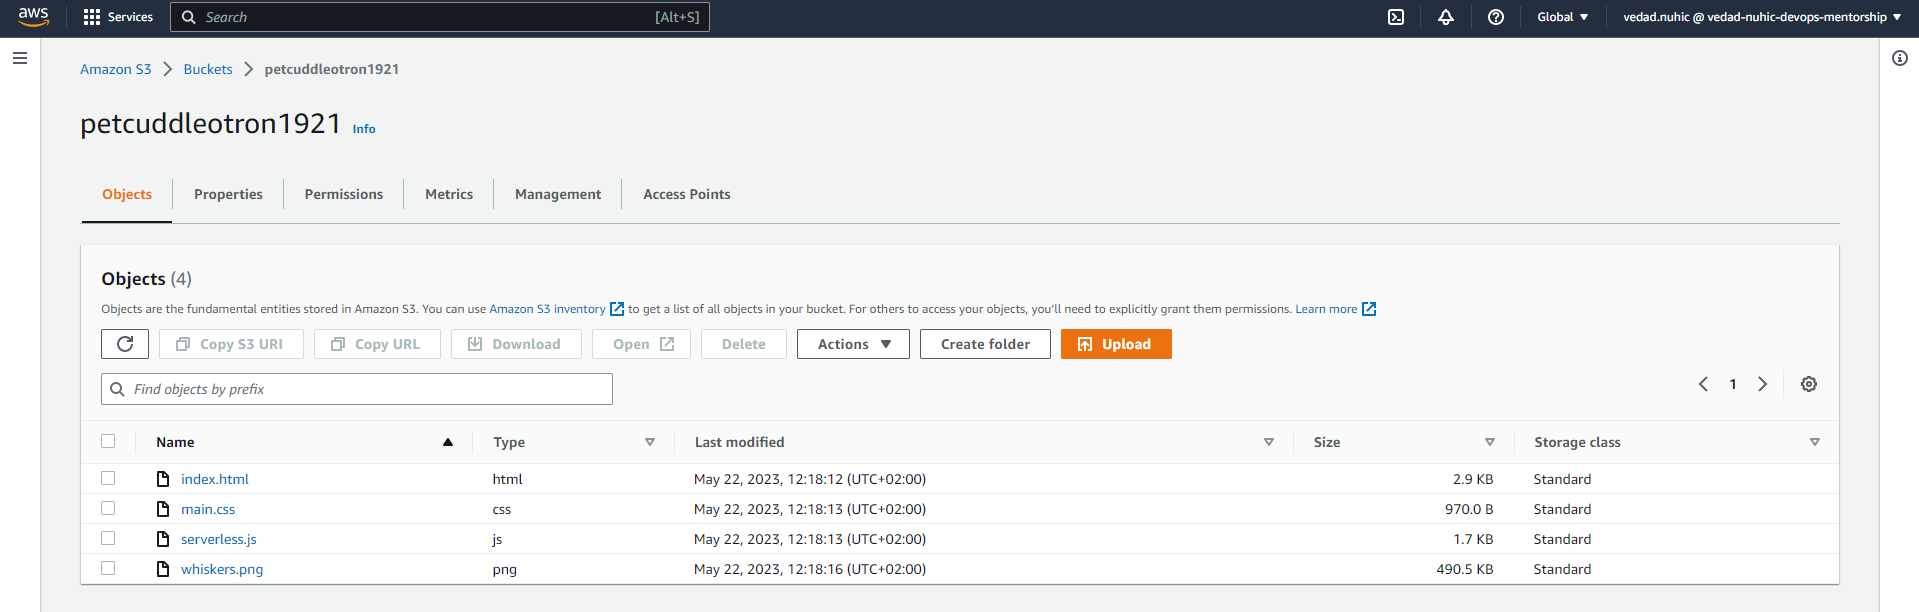 aws Services Search [Alt+S] Global vedad.nuhic @ vedad-nuhic-devops-mentorship
Amazon S3 Buckets petcuddleotron1921
petcuddleotron1921 Info
Objects Properties Permissions Metrics Management Access Points
Objects (4)
Objects are the fundamental entities stored in Amazon S3. You can use Amazon S3 inventory to get a list of all objects in your bucket. For others to access your objects, you'll need to explicitly grant them permissions. Learn more
Copy S3 URI Copy URL Download Open Delete Actions Create folder Upload
Find objects by prefix 1
Name Type Last modified Size Storage class
index.html html May 22, 2023, 12:18:12 (UTC+02:00) 2.9 KB Standard
main.css css May 22, 2023, 12:18:13 (UTC+02:00) 970.0 B Standard
serverless.js js May 22, 2023, 12:18:13 (UTC+02:00) 1.7 KB Standard
whiskers.png png May 22, 2023, 12:18:16 (UTC+02:00) 490.5 KB Standard